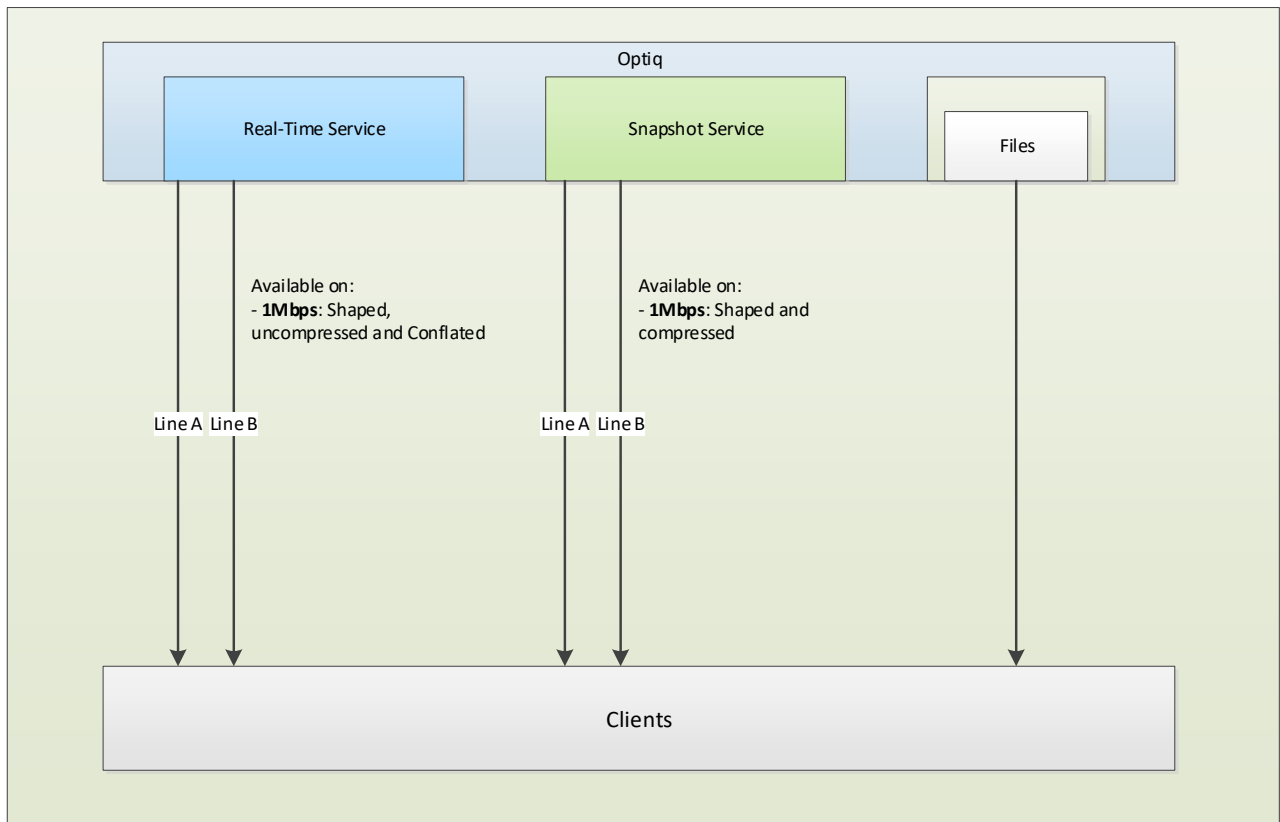 Optiq
Real-Time Service
Snapshot Service
Files
Available on:
- 1Mbps: Shaped,
uncompressed and Conflated
Available on:
- 1Mbps: Shaped and
compressed
Line A
Line B
Line A
Line B
Clients